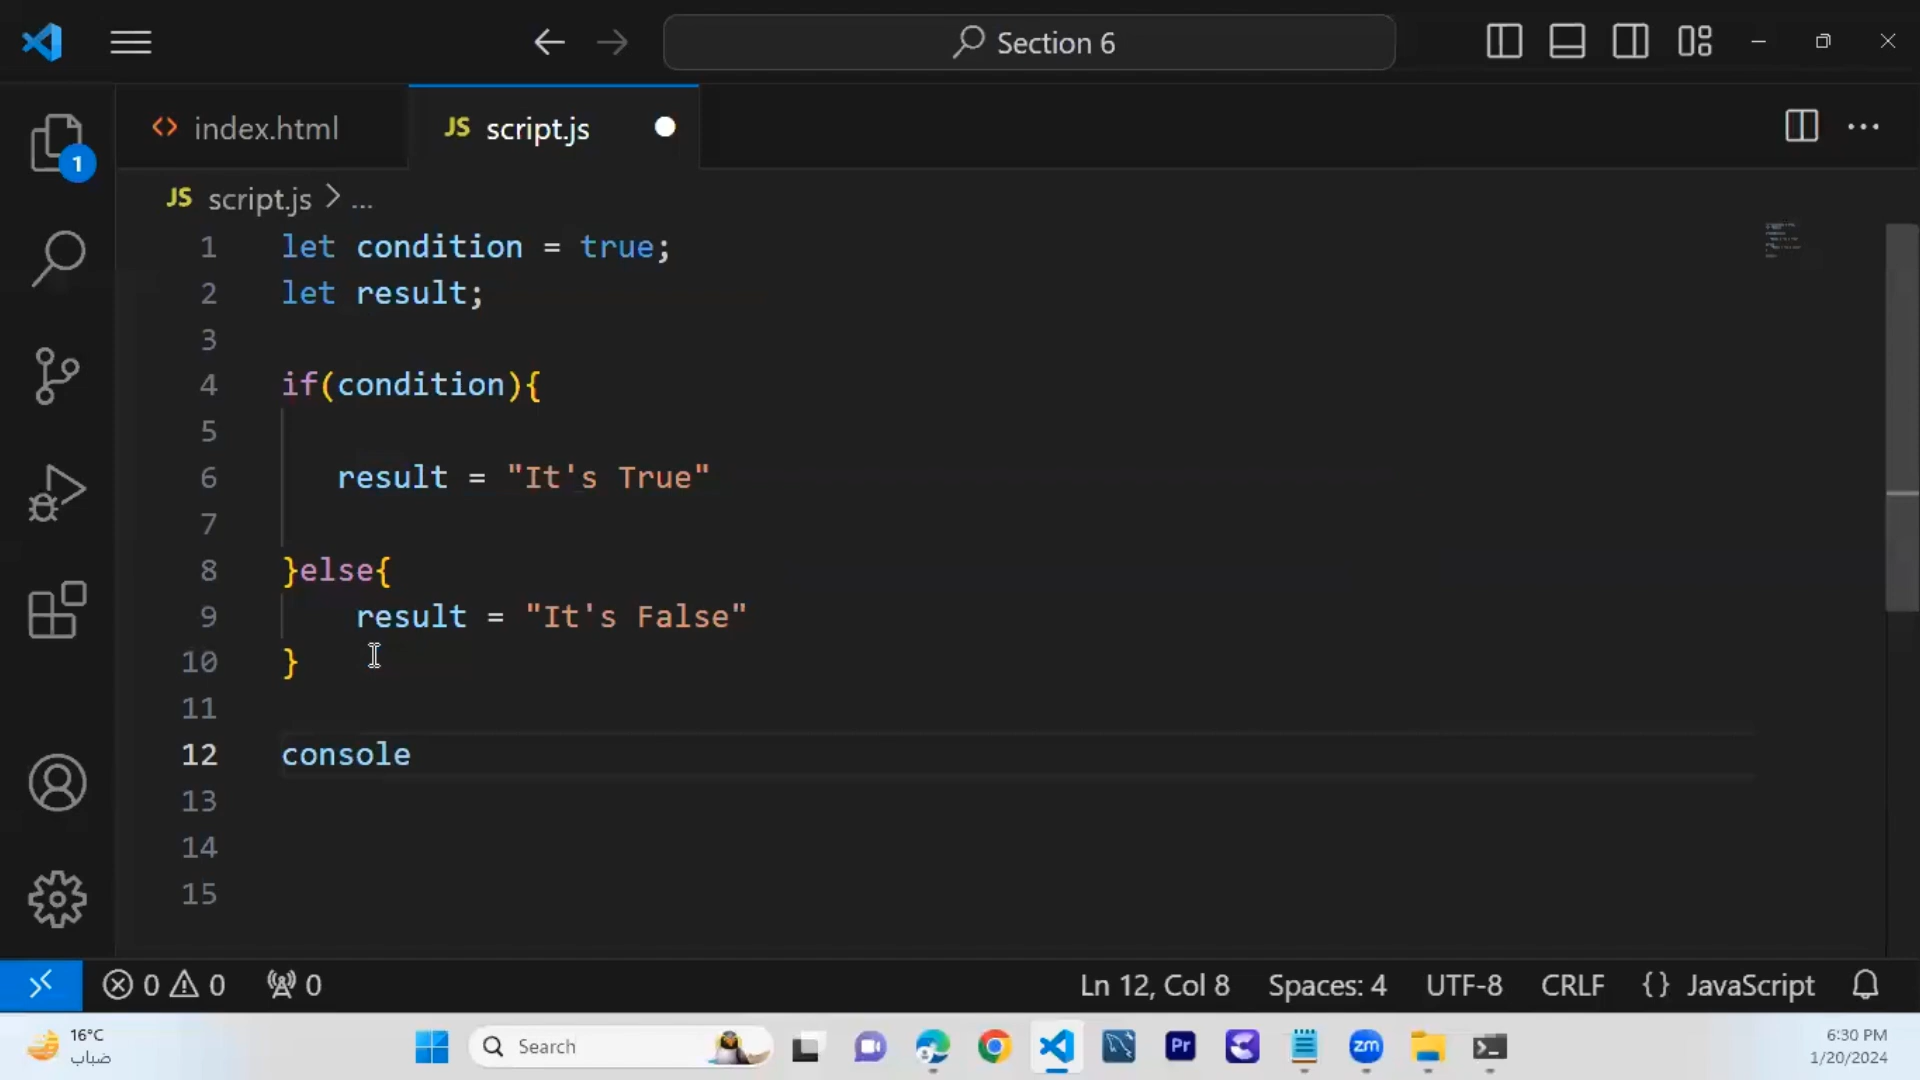 Section 6
index.html
JS script.js
1
JS script.js > ...
1 let condition = true;
2 let result;
3
4 if(condition){
5
6 result = "It's True"
7
8 }else{
9 result = "It's False"
10 }
11
12 console
13
14
15
0 0 0
Ln 12, Col 8 Spaces: 4 UTF-8 CRLF {} JavaScript
16°C
ضباب
Search
Pr
zm
6:30 PM
1/20/2024